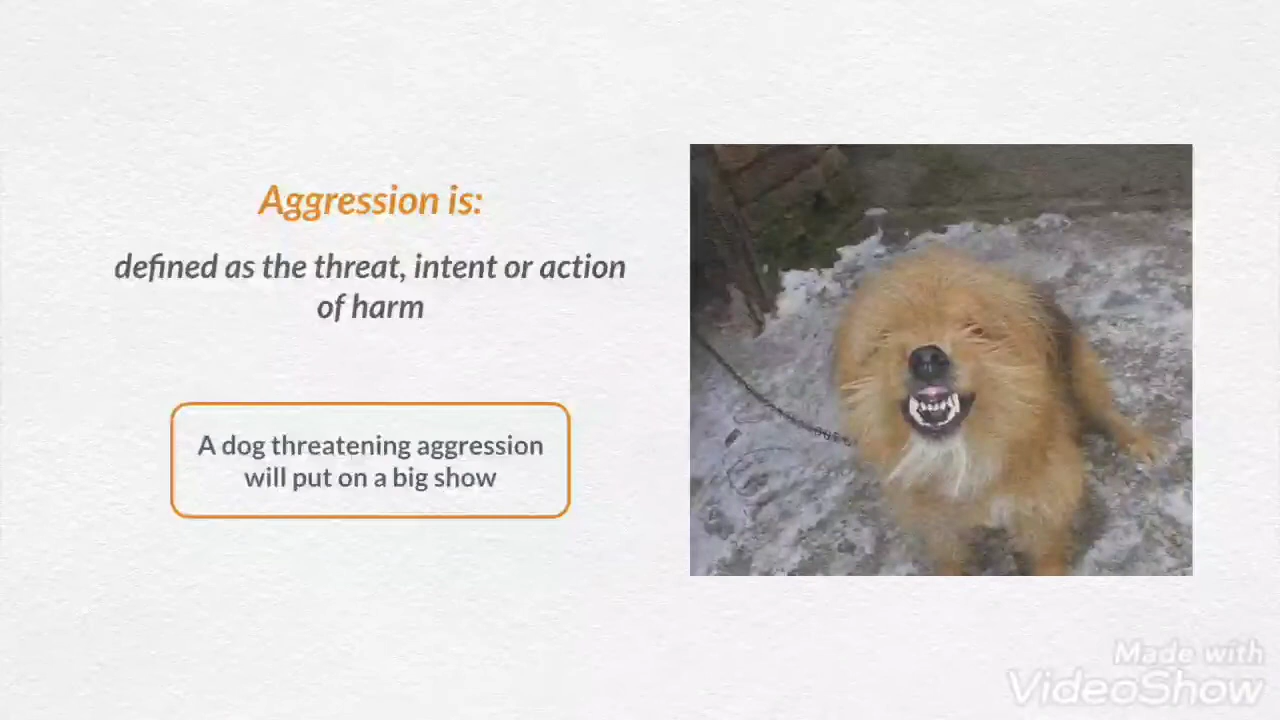 Aggression is:
defined as the threat, intent or action
of harm
A dog threatening aggression
will put on a big show
Made with
VideoShow